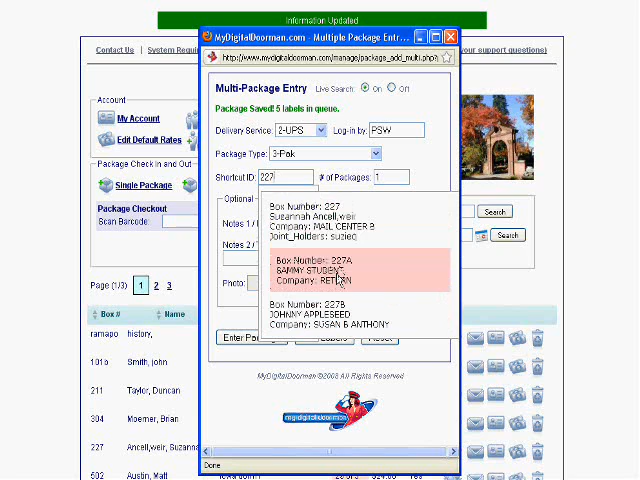 Information Updated
MyDigitalDoorman.com - Multiple Package Entr...
http://www.mydigitaldoorman.com/manage/package_add_multi.php?
Contact Us | System Requi
your support questions)
Multi-Package Entry Live Search: On Off
Package Saved! 5 labels in queue.
Delivery Service: 2-UPS Log-in by: PSW
Package Type: 3-Pak
Shortcut ID: 227 # of Packages: 1
Optional
Notes 1 /
Notes 2 /
Photo:
Box Number: 227
Susannah Ancell,weir
Company: MAIL CENTER 2
Joint_Holders: suzieq
Box Number: 227A
SAMMY STUDENT
Company: RETURN
Box Number: 227B
JOHNNY APPLESEED
Company: SUSAN B ANTHONY
Enter Pac
Labels
Reset
MyDigitalDoorman ©2008 All Rights Reserved
mydigitaldoorman
Done
Account
My Account
Edit Default Rates
Package Check In and Out
Single Package
Package Checkout
Scan Barcode:
Search
Search
Page (1/3) 1 2 3
Box # Name
ramapo history,
101b Smith, john
211 Taylor, Duncan
304 Moerner, Brian
227 Ancell,weir, Suzanna
502 Austin, Matt